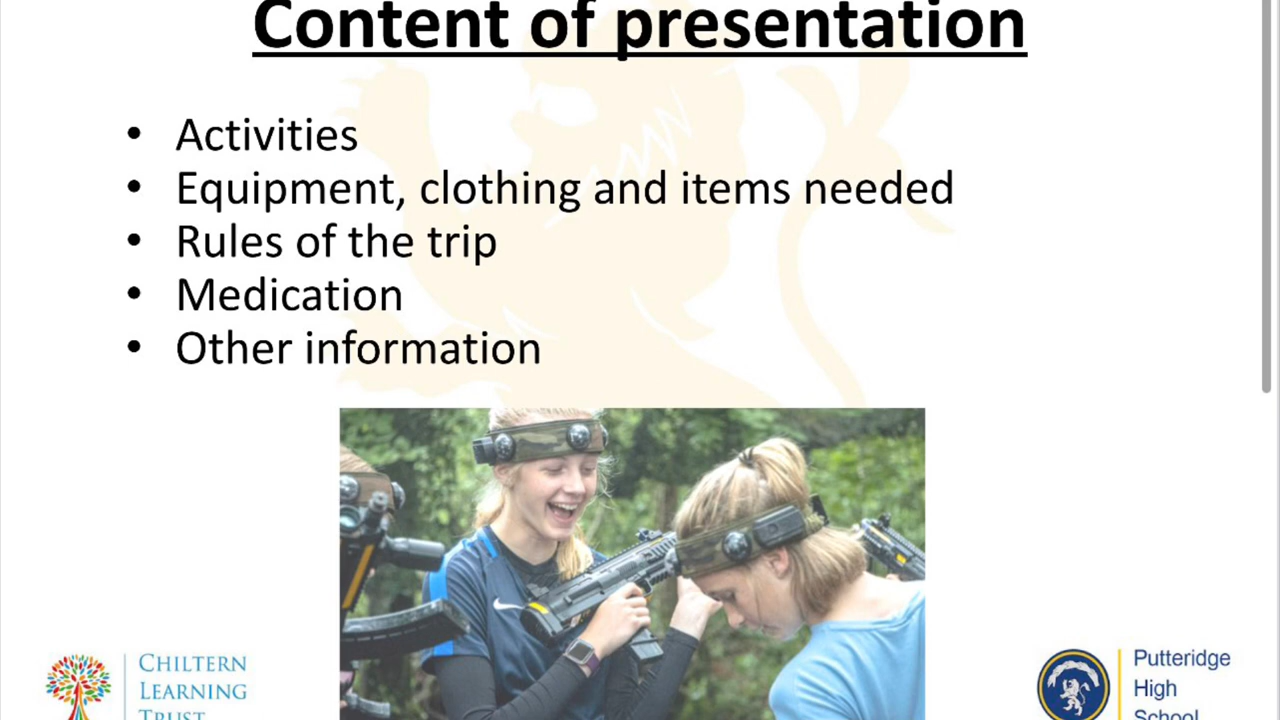 Content of presentation
• Activities
• Equipment, clothing and items needed
• Rules of the trip
• Medication
• Other information
CHILTERN
LEARNING
TRUST
Putteridge
High
School